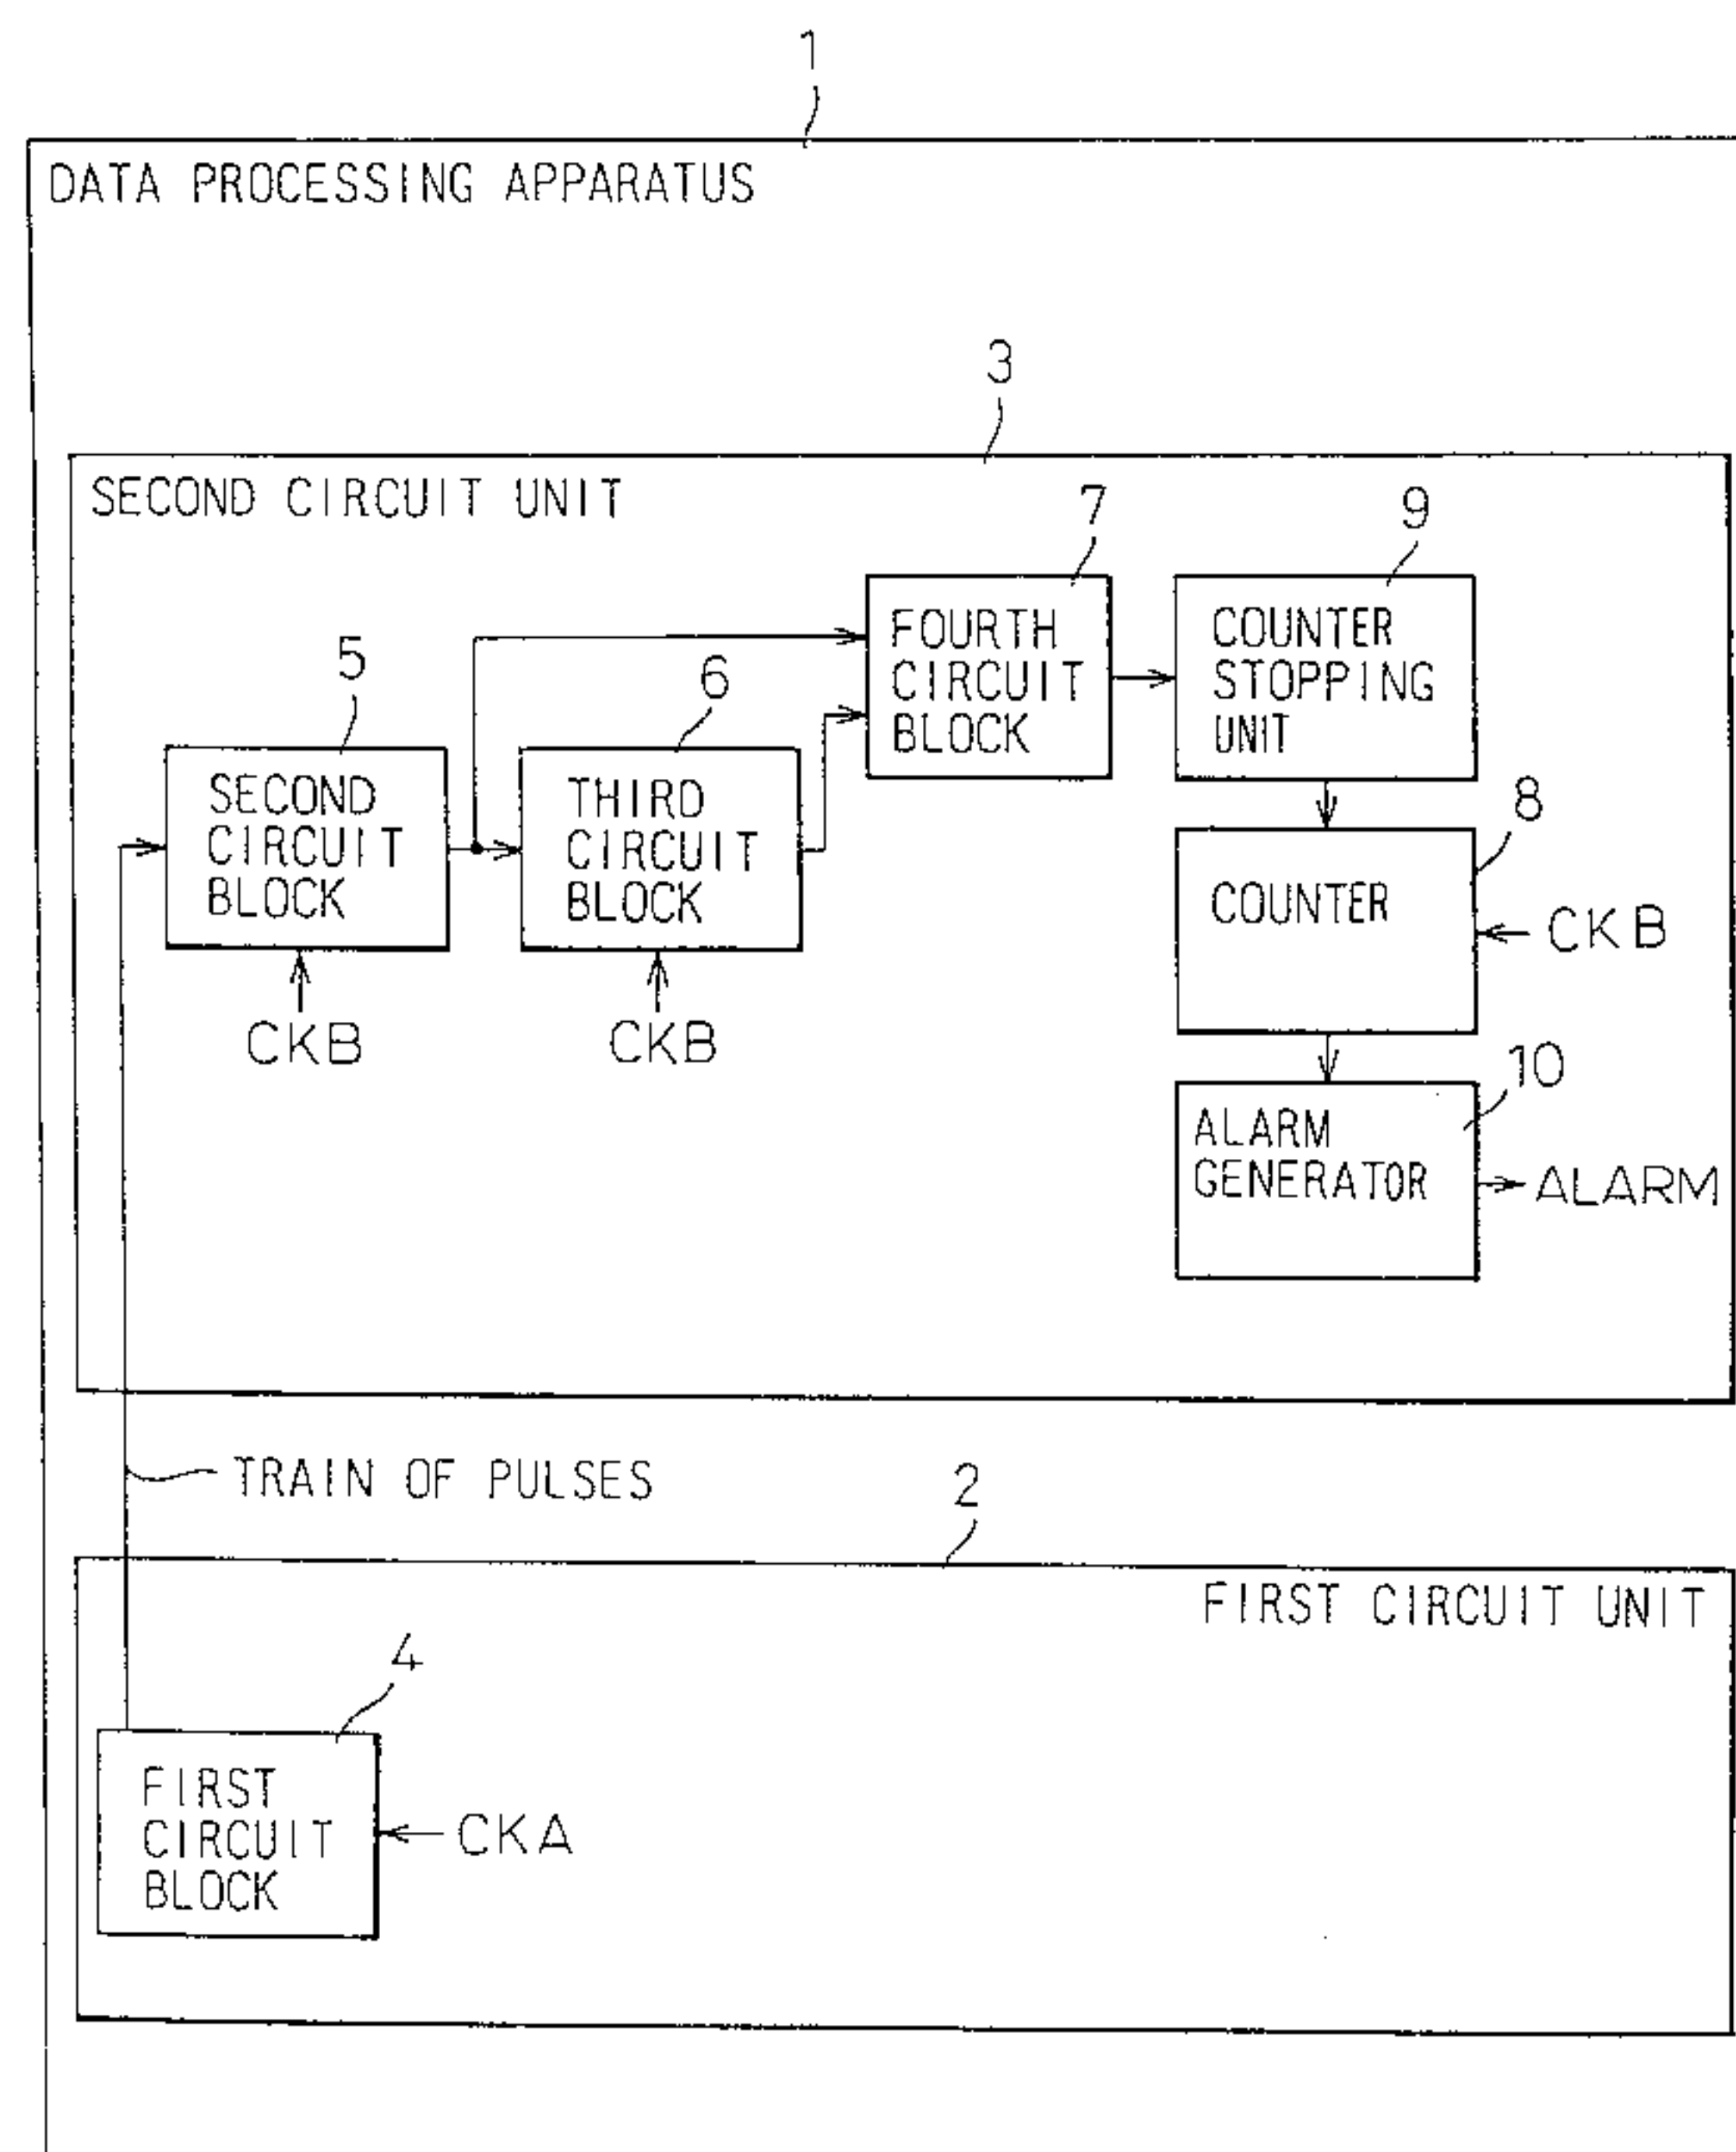 1
DATA PROCESSING APPARATUS
3
SECOND CIRCUIT UNIT
7
9
FOURTH
CIRCUIT
BLOCK
COUNTER
STOPPING
UNIT
5
6
SECOND
CIRCUIT
BLOCK
THIRD
CIRCUIT
BLOCK
8
COUNTER
CKB
CKB
CKB
10
ALARM
GENERATOR
ALARM
TRAIN OF PULSES
2
FIRST CIRCUIT UNIT
4
FIRST
CIRCUIT
BLOCK
CKA